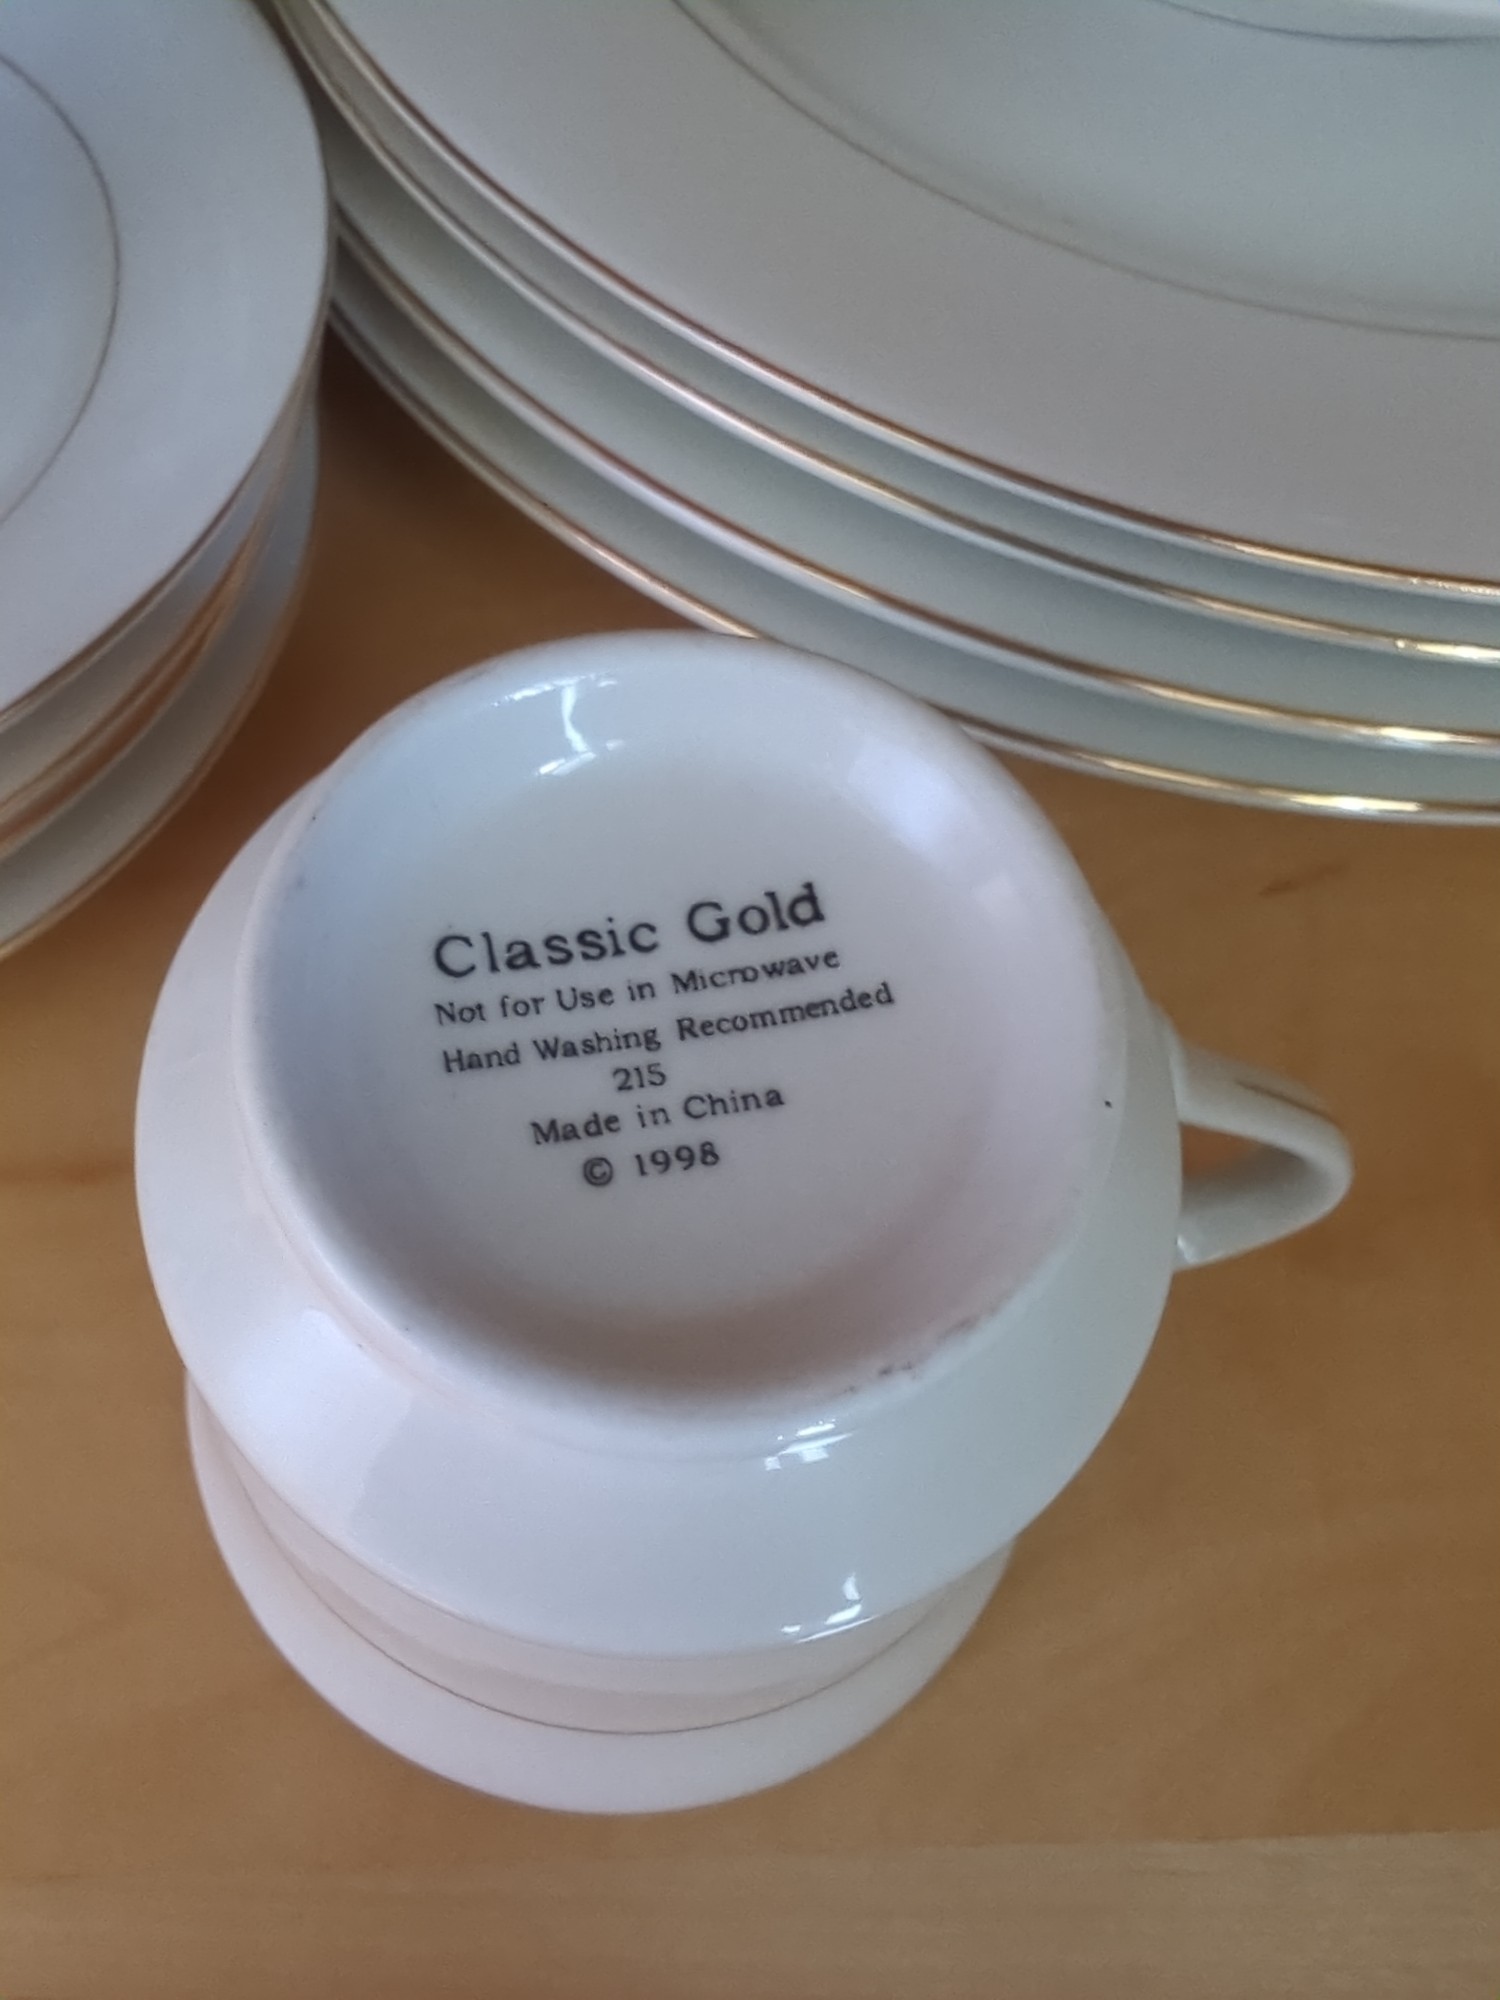 Classic Gold
Not for Use in Microwave
Hand Washing Recommended
215
Made in China
© 1998